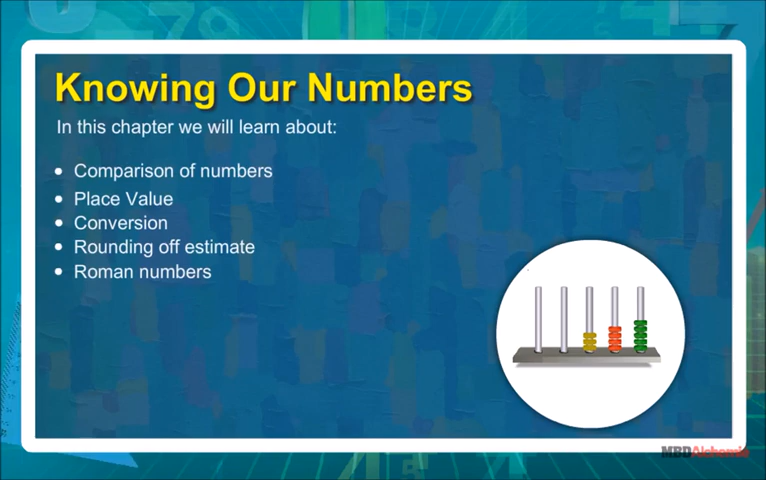 Knowing Our Numbers
In this chapter we will learn about:
• Comparison of numbers
• Place Value
• Conversion
• Rounding off estimate
• Roman numbers